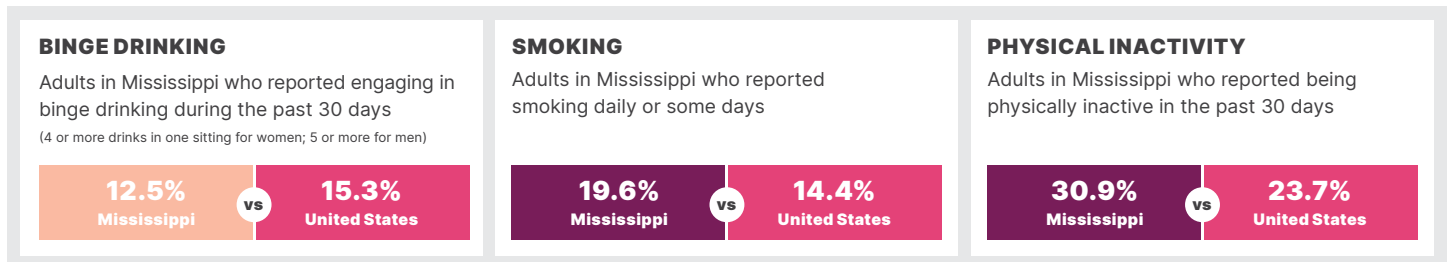 BINGE DRINKING
Adults in Mississippi who reported engaging in
binge drinking during the past 30 days
(4 or more drinks in one sitting for women; 5 or more for men)
12.5%
Mississippi
vs
15.3%
United States
SMOKING
Adults in Mississippi who reported
smoking daily or some days
19.6%
Mississippi
vs
14.4%
United States
PHYSICAL INACTIVITY
Adults in Mississippi who reported being
physically inactive in the past 30 days
30.9%
Mississippi
vs
23.7%
United States